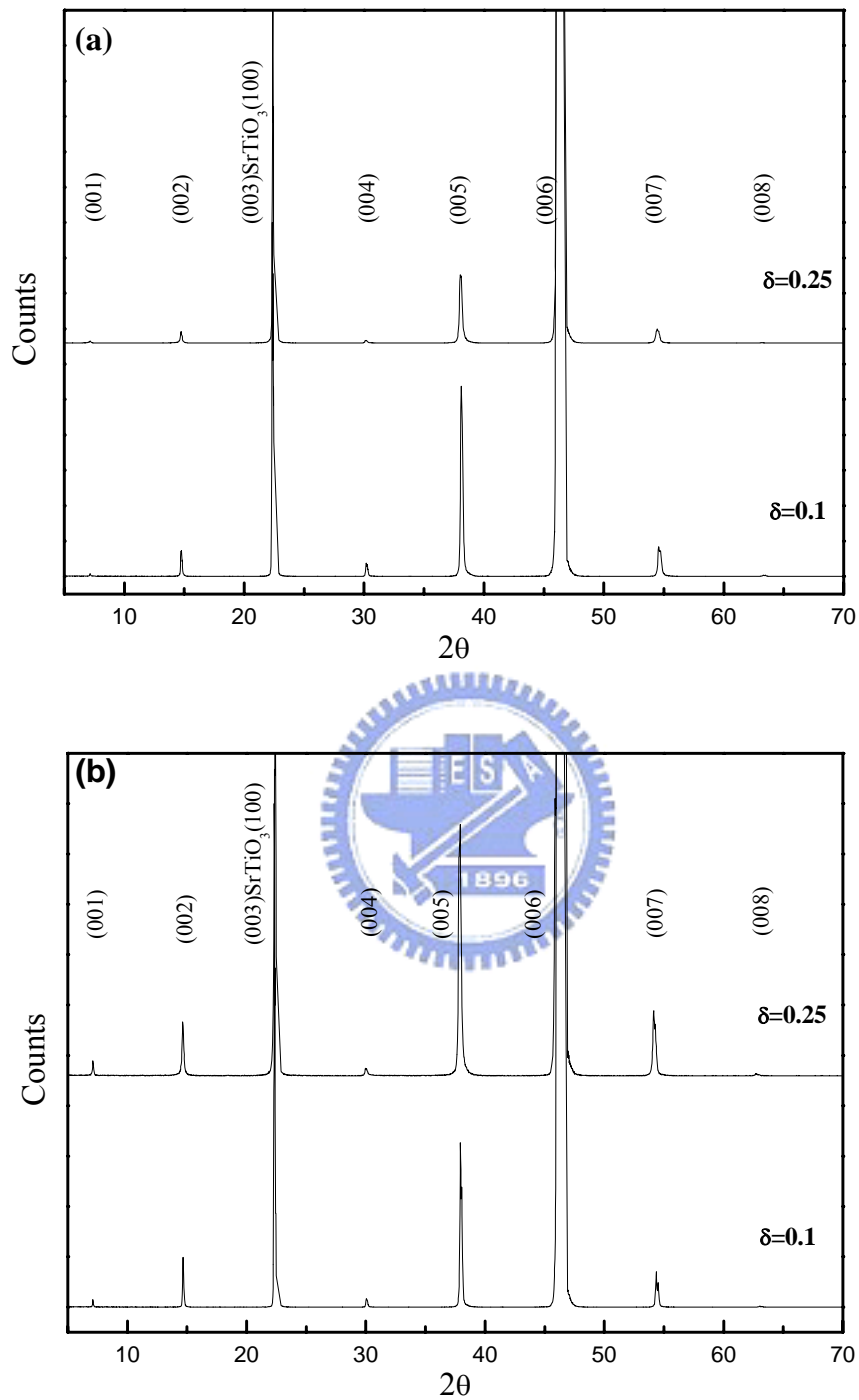 (a)
(001)
(002)
(003)SrTiO₃(100)
(004)
(005)
(006)
(007)
(008)
δ=0.25
δ=0.1
Counts
10 20 30 40 50 60 70
2θ
(b)
E S A
1896
(001)
(002)
(003)SrTiO₃(100)
(004)
(005)
(006)
(007)
(008)
δ=0.25
δ=0.1
Counts
10 20 30 40 50 60 70
2θ